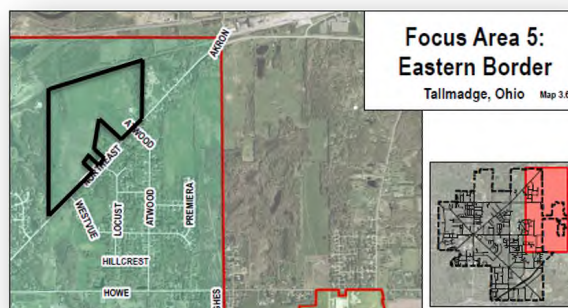 Focus Area 5:
Eastern Border
Tallmadge, Ohio Map 3.6
AKRON
ATWOOD
NORTHEAST
WESTVUE
LOCUST
ATWOOD
PREMIERA
HILLCREST
HOWE
GHES